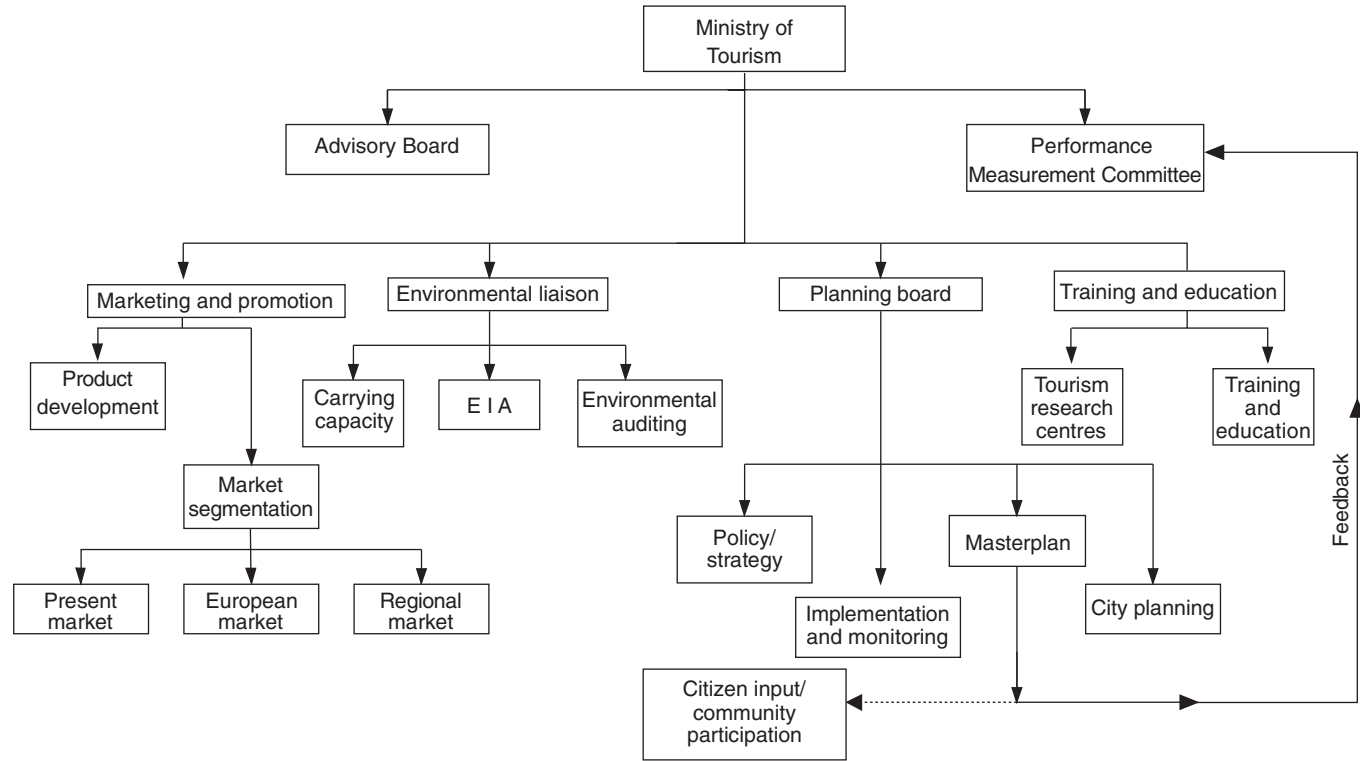 Ministry of
Tourism
Advisory Board
Performance
Measurement Committee
Marketing and promotion
Environmental liaison
Planning board
Training and education
Product
development
Carrying
capacity
E I A
Environmental
auditing
Tourism
research
centres
Training
and
education
Market
segmentation
Feedback
Policy/
strategy
Masterplan
Present
market
European
market
Regional
market
Implementation
and monitoring
City planning
Citizen input/
community
participation